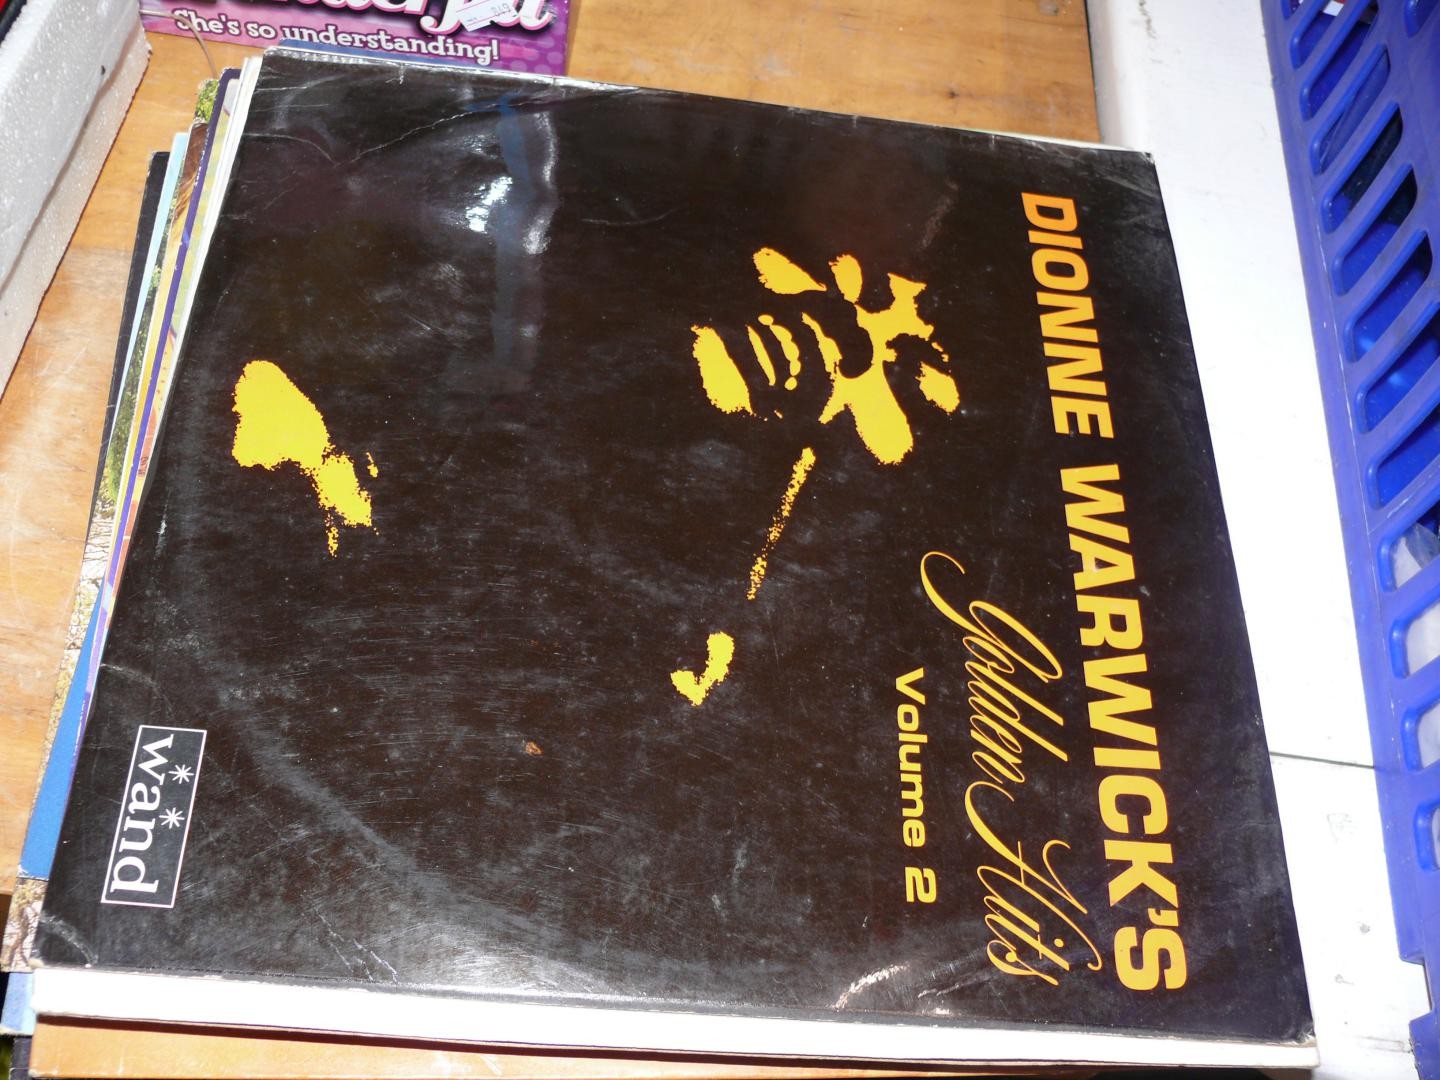 She's so understanding!
DIONNE WARWICK'S
Golden Hits
Volume 2
wand